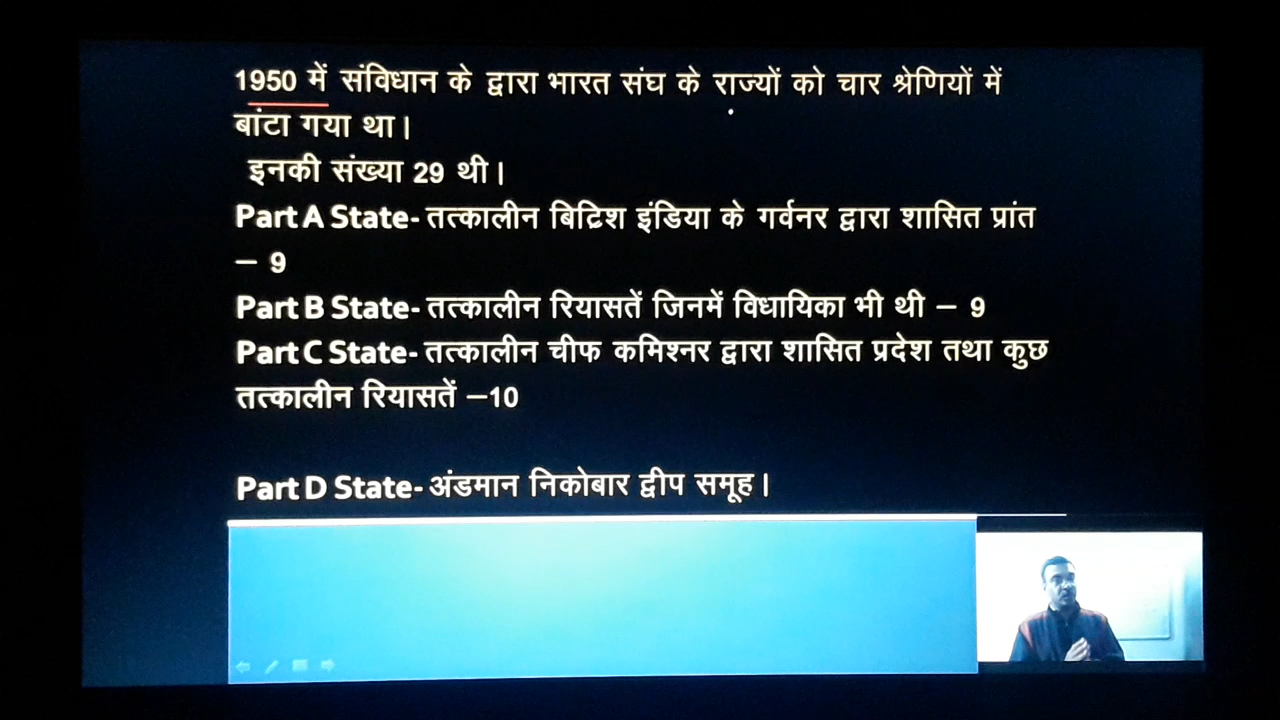 1950 में संविधान के द्वारा भारत संघ के राज्यों को चार श्रेणियों में
बांटा गया था।
इनकी संख्या 29 थी।
Part A State- तत्कालीन ब्रिटिश इंडिया के गर्वनर द्वारा शासित प्रांत
– 9
Part B State- तत्कालीन रियासतें जिनमें विधायिका भी थी – 9
Part C State- तत्कालीन चीफ कमिश्नर द्वारा शासित प्रदेश तथा कुछ
तत्कालीन रियासतें –10
Part D State- अंडमान निकोबार द्वीप समूह।